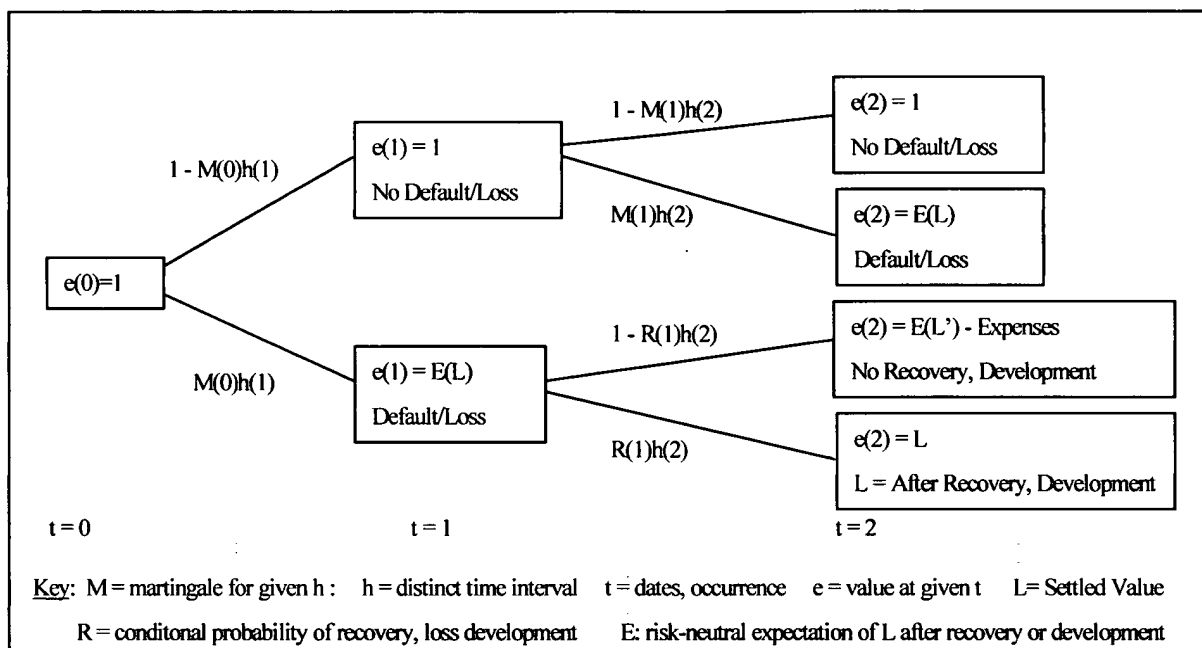 1 - M(1)h(2)
e(2) = 1
No Default/Loss
1 - M(0)h(1)
e(1) = 1
No Default/Loss
M(1)h(2)
e(2) = E(L)
Default/Loss
e(0)=1
M(0)h(1)
e(1) = E(L)
Default/Loss
1 - R(1)h(2)
e(2) = E(L’) - Expenses
No Recovery, Development
R(1)h(2)
e(2) = L
L = After Recovery, Development
t = 0 t = 1 t = 2
Key: M = martingale for given h : h = distinct time interval t = dates, occurrence e = value at given t L= Settled Value
R = conditonal probability of recovery, loss development E: risk-neutral expectation of L after recovery or development